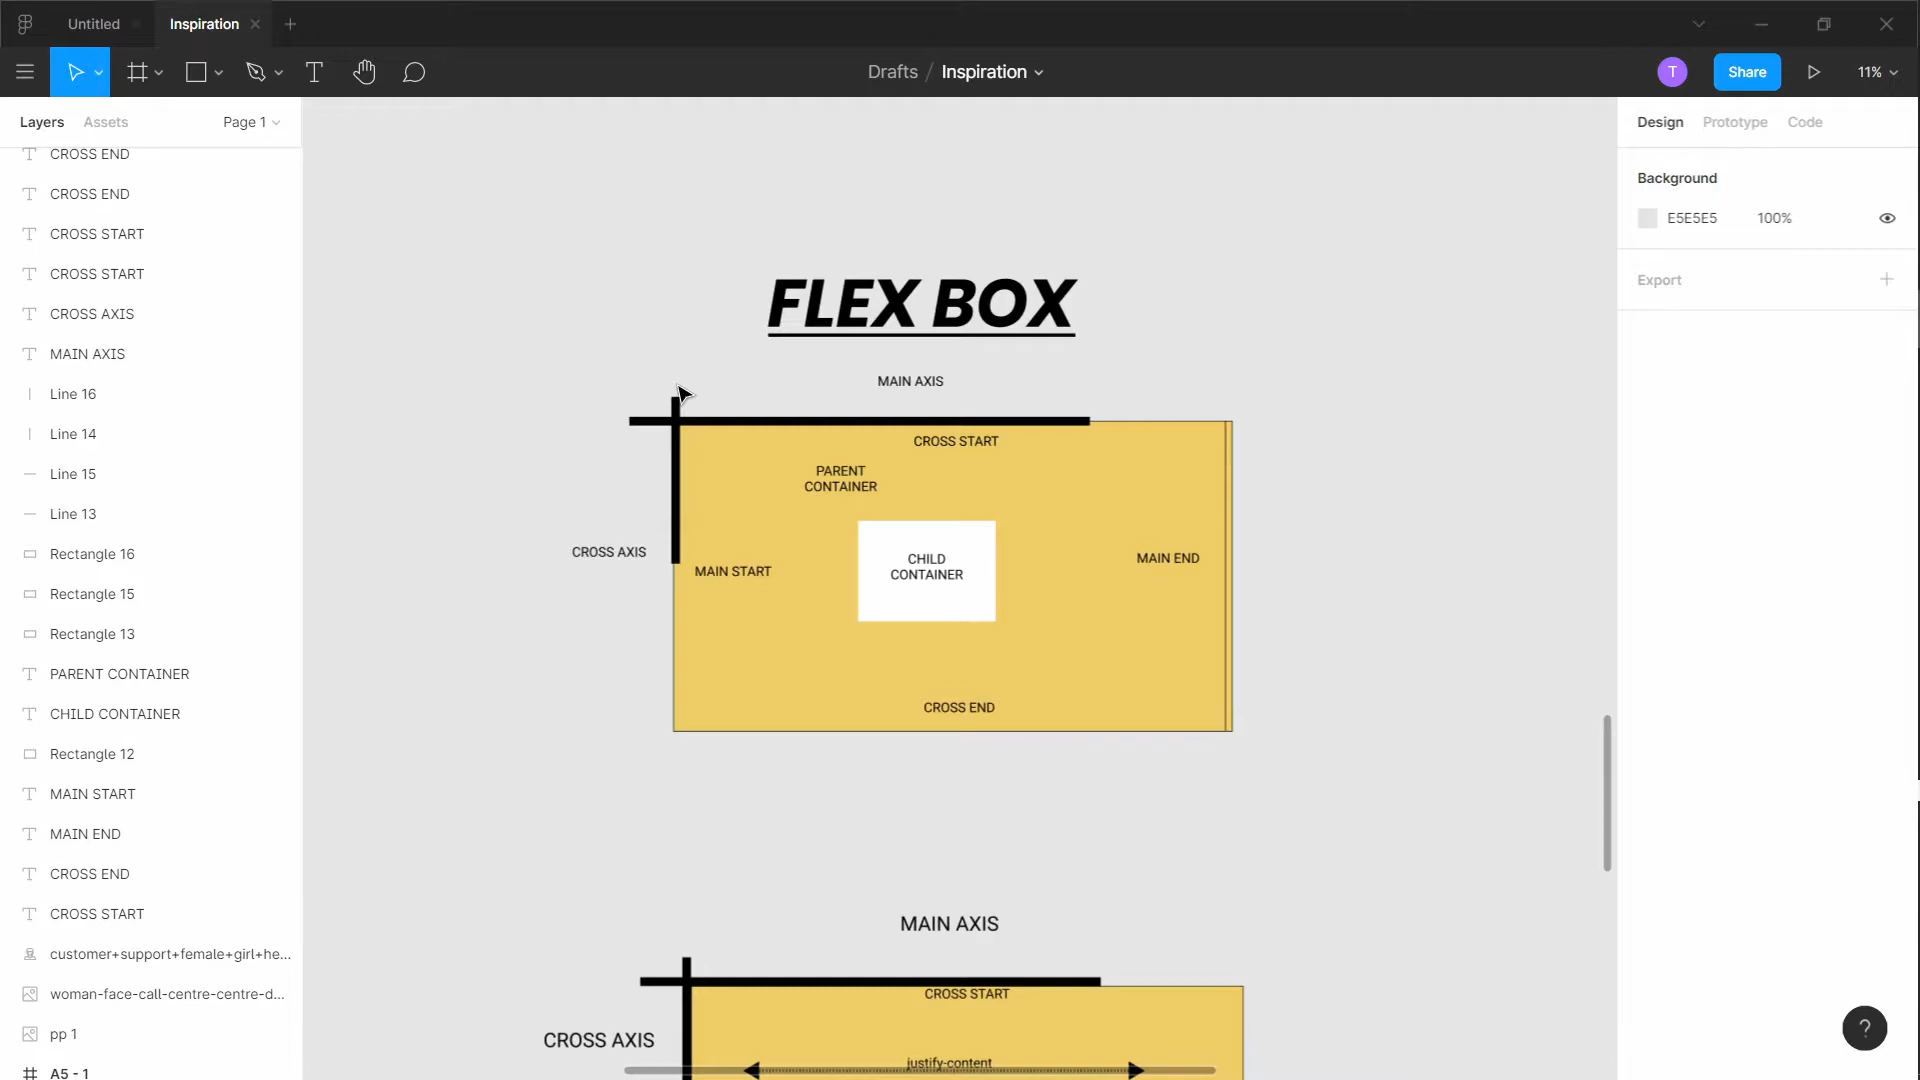 Untitled
Inspiration
Drafts / Inspiration
T
Share
11%
Layers
Assets
Page 1
CROSS END
CROSS END
CROSS START
CROSS START
CROSS AXIS
MAIN AXIS
Line 16
Line 14
Line 15
Line 13
Rectangle 16
Rectangle 15
Rectangle 13
PARENT CONTAINER
CHILD CONTAINER
Rectangle 12
MAIN START
MAIN END
CROSS END
CROSS START
customer+support+female+girl+he...
woman-face-call-centre-centre-d...
pp 1
A5 - 1
FLEX BOX
MAIN AXIS
CROSS START
PARENT
CONTAINER
CROSS AXIS
MAIN START
CHILD
CONTAINER
MAIN END
CROSS END
MAIN AXIS
CROSS START
CROSS AXIS
justify-content
Design
Prototype
Code
Background
E5E5E5
100%
Export
?